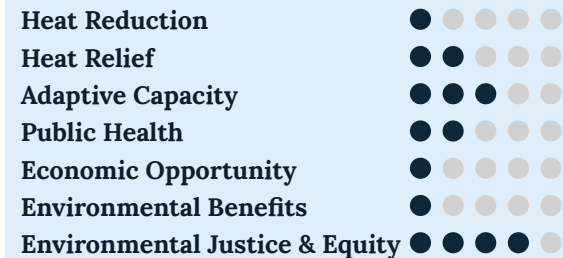 Heat Reduction
Heat Relief
Adaptive Capacity
Public Health
Economic Opportunity
Environmental Benefits
Environmental Justice & Equity